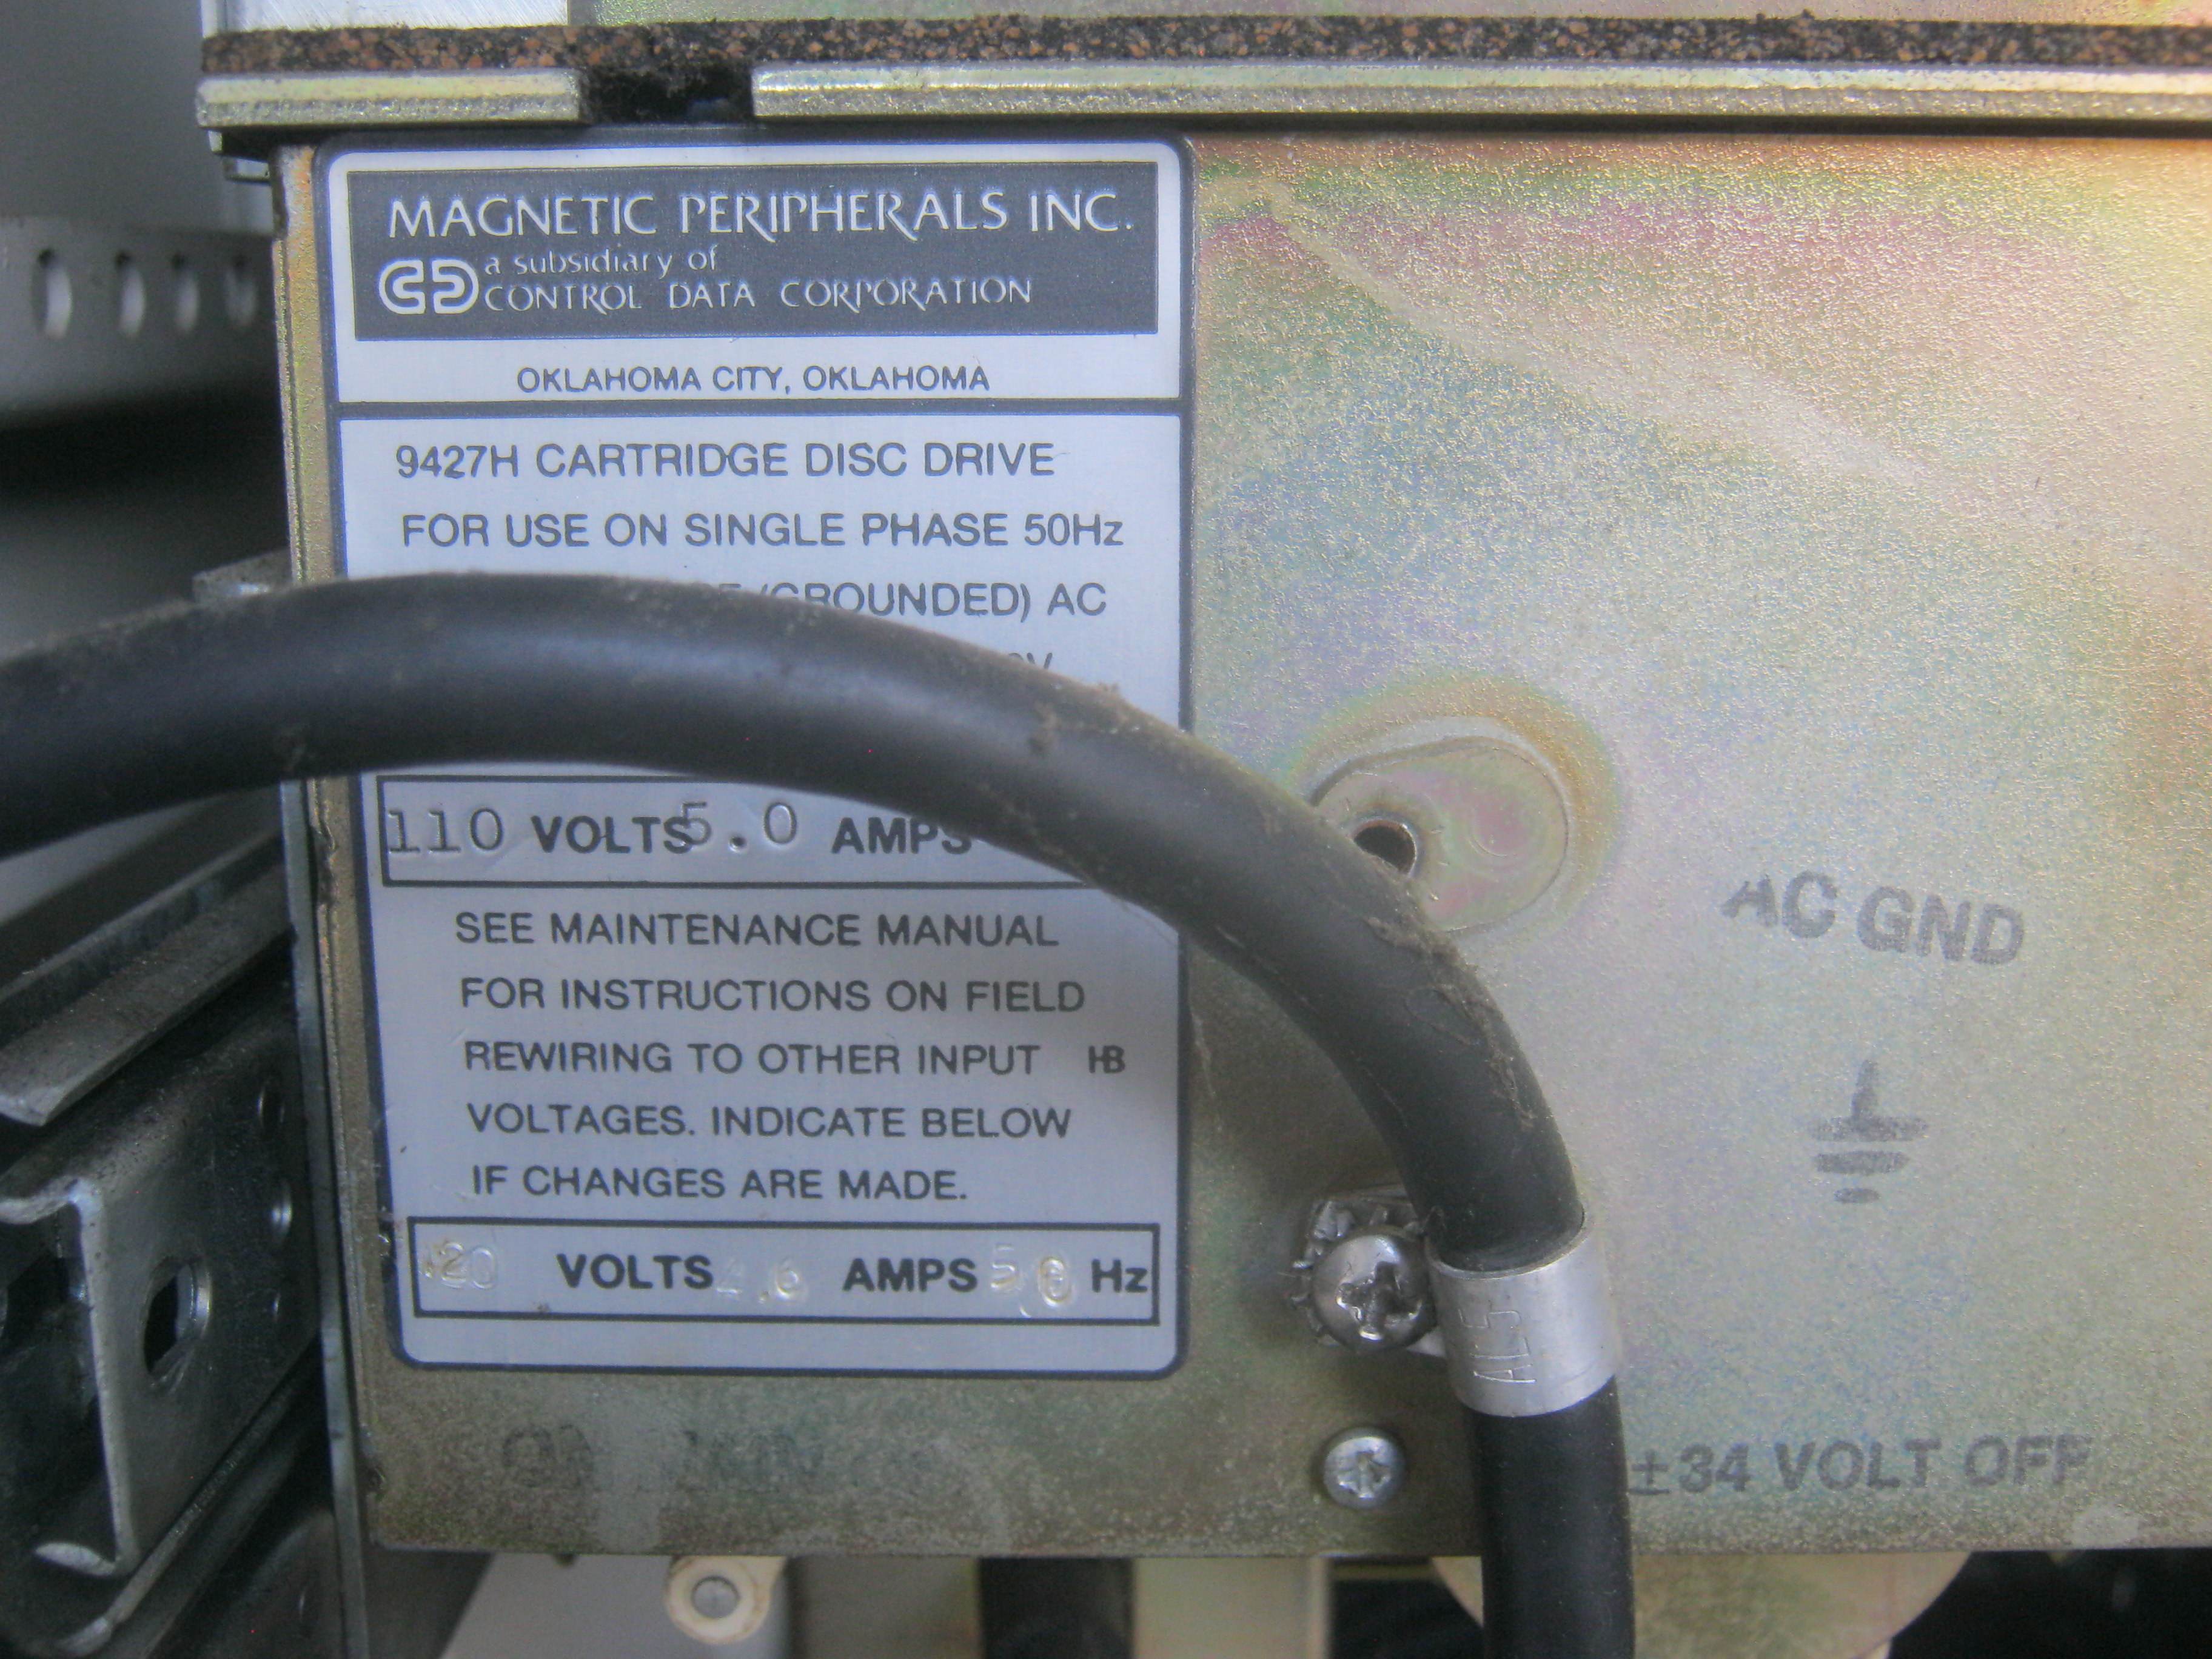 MAGNETIC PERIPHERALS INC.
a subsidiary of
CONTROL DATA CORPORATION
OKLAHOMA CITY, OKLAHOMA
9427H CARTRIDGE DISC DRIVE
FOR USE ON SINGLE PHASE 50Hz
(GROUNDED) AC
110 VOLTS 5.0 AMPS
SEE MAINTENANCE MANUAL
FOR INSTRUCTIONS ON FIELD
REWIRING TO OTHER INPUT HB
VOLTAGES. INDICATE BELOW
IF CHANGES ARE MADE.
VOLTS AMPS Hz
AC GND
±34 VOLT OFF